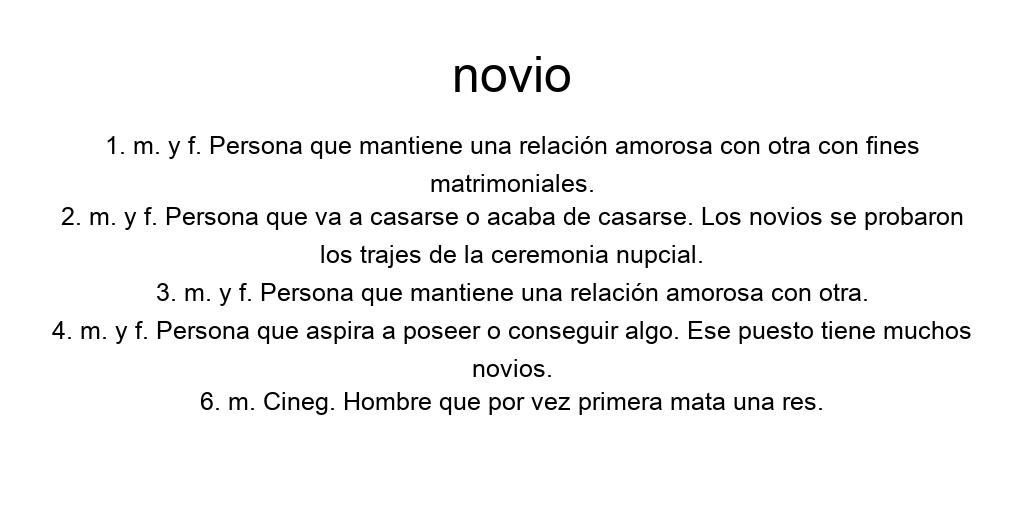 novio
1. m. y f. Persona que mantiene una relación amorosa con otra con fines
matrimoniales.
2. m. y f. Persona que va a casarse o acaba de casarse. Los novios se probaron
los trajes de la ceremonia nupcial.
3. m. y f. Persona que mantiene una relación amorosa con otra.
4. m. y f. Persona que aspira a poseer o conseguir algo. Ese puesto tiene muchos
novios.
6. m. Cineg. Hombre que por vez primera mata una res.